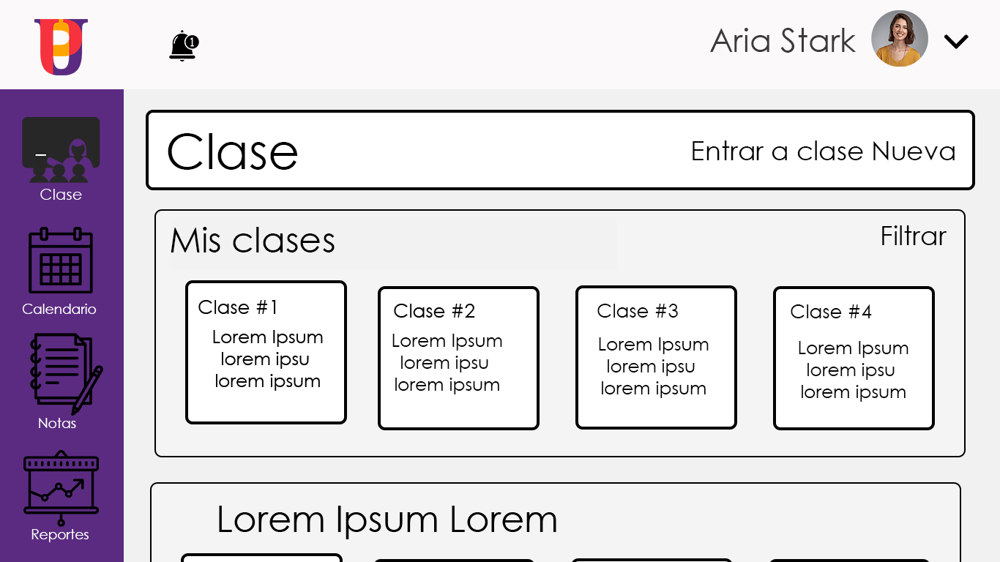 1
Aria Stark
Clase
Calendario
Notas
Reportes
Clase
Entrar a clase Nueva
Mis clases
Filtrar
Clase #1
Lorem Ipsum
lorem ipsu
lorem ipsum
Clase #2
Lorem Ipsum
lorem ipsu
lorem ipsum
Clase #3
Lorem Ipsum
lorem ipsu
lorem ipsum
Clase #4
Lorem Ipsum
lorem ipsu
lorem ipsum
Lorem Ipsum Lorem